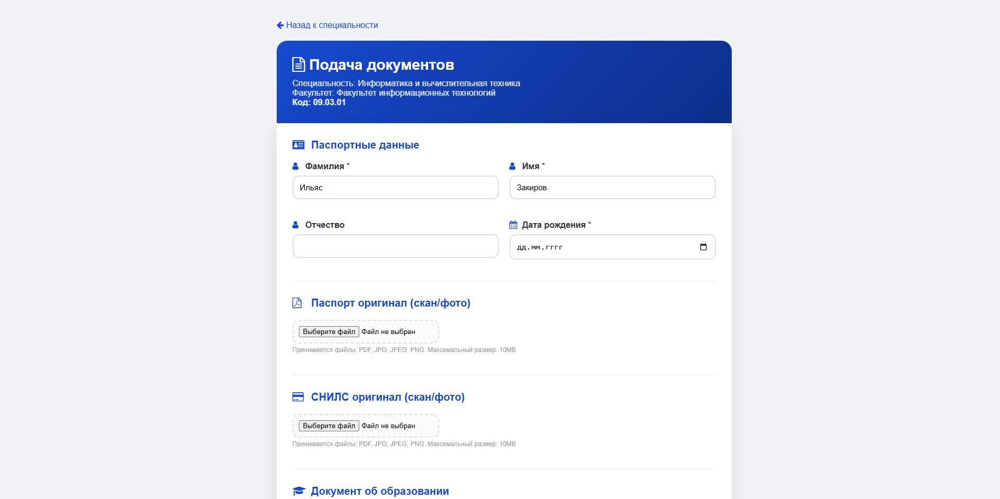 Назад к специальности
Подача документов
Специальность: Информатика и вычислительная техника
Факультет: Факультет информационных технологий
Код: 09.03.01
Паспортные данные
Фамилия *
Имя *
Ильяс
Закиров
Отчество
Дата рождения *
дд.мм.гггг
Паспорт оригинал (скан/фото)
Выберите файл Файл не выбран
Принимаются файлы: PDF, JPG, JPEG, PNG. Максимальный размер: 10MB
СНИЛС оригинал (скан/фото)
Выберите файл Файл не выбран
Принимаются файлы: PDF, JPG, JPEG, PNG. Максимальный размер: 10MB
Документ об образовании